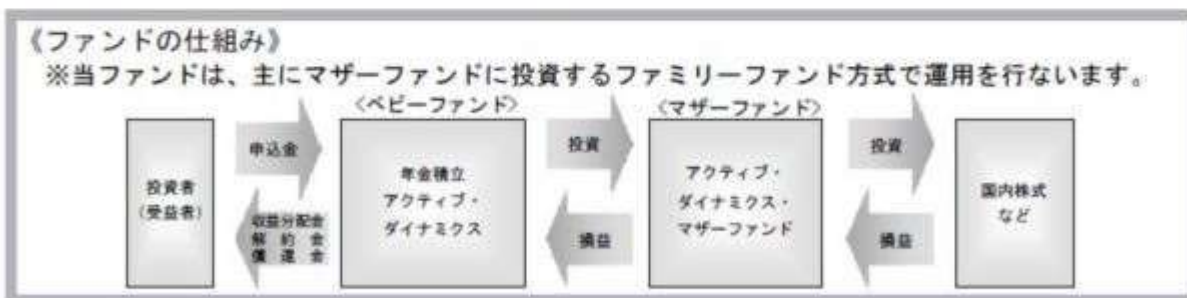 《ファンドの仕組み》
※当ファンドは、主にマザーファンドに投資するファミリーファンド方式で運用を行ないます。
〈ベビーファンド〉
〈マザーファンド〉
投資者
(受益者)
申込金
収益分配金
解約金
償還金
年金積立
アクティブ・
ダイナミクス
投資
損益
アクティブ・
ダイナミクス・
マザーファンド
投資
損益
国内株式
など